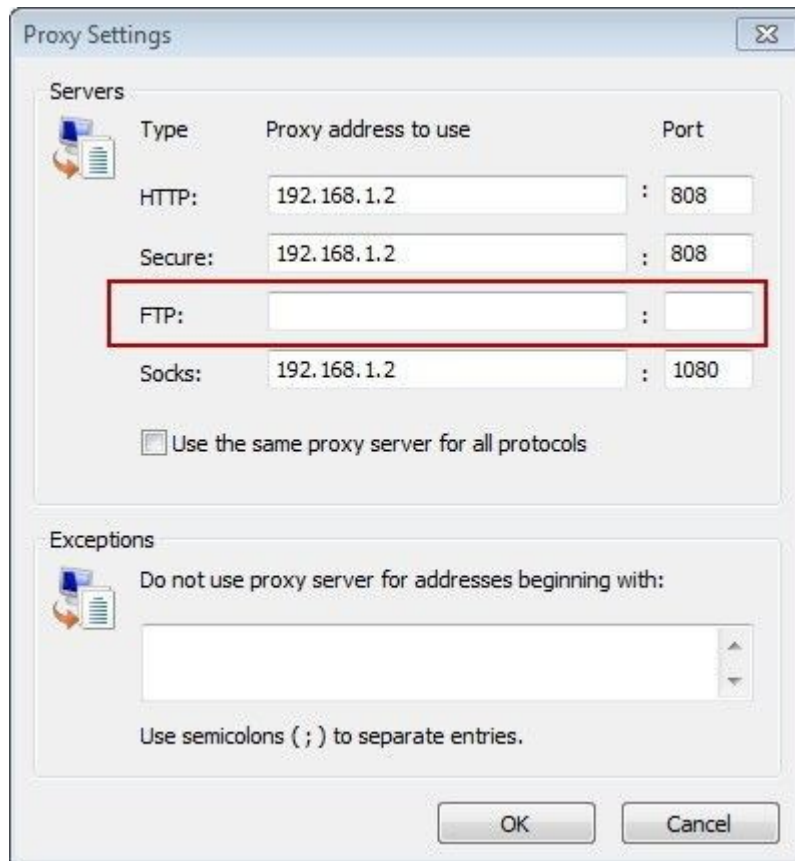 Proxy Settings
Servers
Type Proxy address to use Port
HTTP: 192.168.1.2 : 808
Secure: 192.168.1.2 : 808
FTP: :
Socks: 192.168.1.2 : 1080
Use the same proxy server for all protocols
Exceptions
Do not use proxy server for addresses beginning with:
Use semicolons ( ; ) to separate entries.
OK Cancel